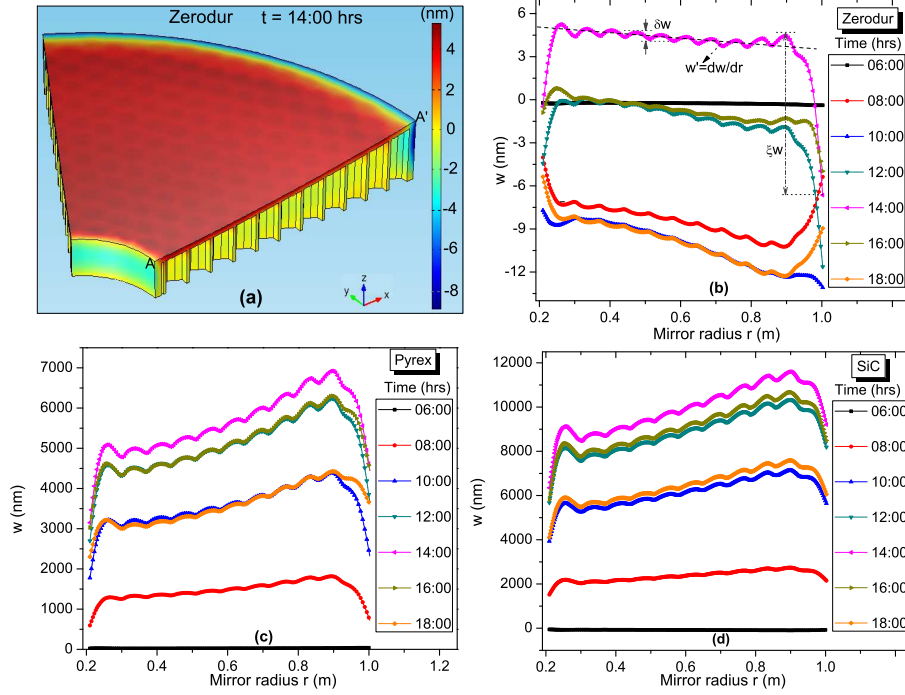 Zerodur t = 14:00 hrs (nm)
4
2
0
-2
-4
-6
-8
A'
A
z
y
x
(a)
6
3
0
-3
-6
-9
-12
w (nm)
δw
w'=dw/dr
ξw
Zerodur
Time (hrs)
06:00
08:00
10:00
12:00
14:00
16:00
18:00
(b)
0.2 0.4 0.6 0.8 1.0
Mirror radius r (m)
7000
6000
5000
4000
3000
2000
1000
0
w (nm)
Pyrex
Time (hrs)
06:00
08:00
10:00
12:00
14:00
16:00
18:00
(c)
0.2 0.4 0.6 0.8 1.0 1.2
Mirror radius r (m)
12000
10000
8000
6000
4000
2000
0
w (nm)
SiC
Time (hrs)
06:00
08:00
10:00
12:00
14:00
16:00
18:00
(d)
0.2 0.4 0.6 0.8 1.0
Mirror radius r (m)